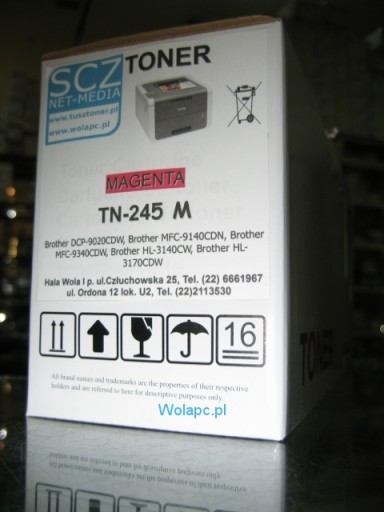 SCZ
NET-MEDIA
www.tusztoner.pl
www.wolapc.pl
TONER
MAGENTA
TN-245 M
Brother DCP-9020CDW, Brother MFC-9140CDN, Brother
MFC-9340CDW, Brother HL-3140CW, Brother HL-
3170CDW
Hala Wola I p. ul.Człuchowska 25, Tel. (22) 6661967
ul. Ordona 12 lok. U2, Tel. (22)2113530
16
All brand names and trademarks are the properties of their respective
holders and are referred to here for descriptive purposes only.
Wolapc.pl
TONER